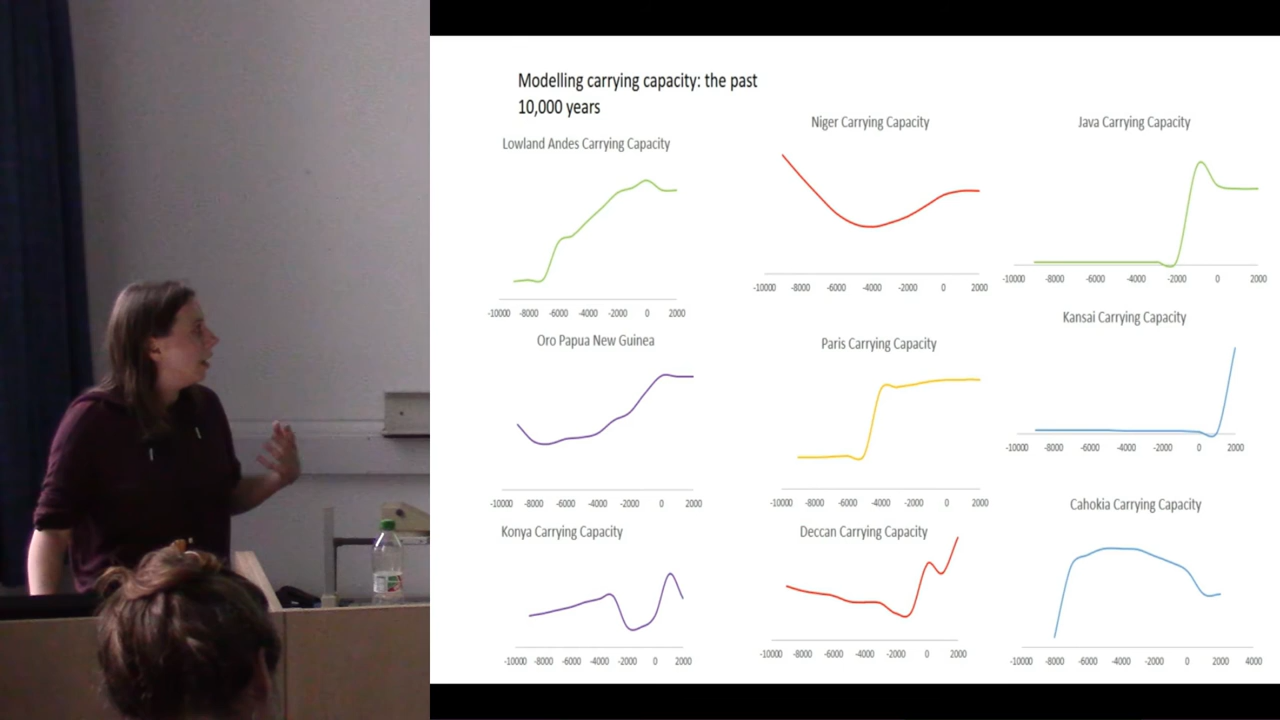 Modelling carrying capacity: the past
10,000 years
Lowland Andes Carrying Capacity
-10000 -8000 -6000 -4000 -2000 0 2000
Niger Carrying Capacity
-10000 -8000 -6000 -4000 -2000 0 2000
Java Carrying Capacity
-10000 -8000 -6000 -4000 -2000 0 2000
Oro Papua New Guinea
-10000 -8000 -6000 -4000 -2000 0 2000
Paris Carrying Capacity
-10000 -8000 -6000 -4000 -2000 0 2000
Kansai Carrying Capacity
-10000 -8000 -6000 -4000 -2000 0 2000
Konya Carrying Capacity
-10000 -8000 -6000 -4000 -2000 0 2000
Deccan Carrying Capacity
-10000 -8000 -6000 -4000 -2000 0 2000
Cahokia Carrying Capacity
-10000 -8000 -6000 -4000 -2000 0 2000 4000